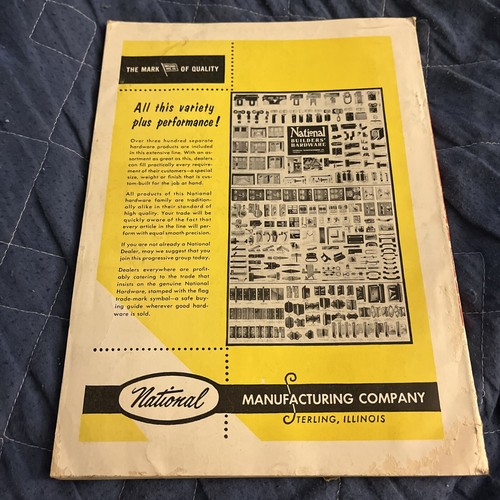 THE MARK OF QUALITY
All this variety
plus performance!
Over three hundred separate
hardware products are included
in this extensive line. With an as-
sortment as great as this, dealers
can fill practically every require-
ment of their customers—a special
size, weight or finish that is cus-
tom-built for the job at hand.
All products of this National
hardware family are tradition-
ally alike in their standard of
high quality. Your trade will be
quickly aware of the fact that
every article in the line will per-
form with equal smooth precision.
If you are not already a National
Dealer, may we suggest that you
join this progressive group today.
Dealers everywhere are profit-
ably catering to the trade that
insists on the genuine National
Hardware, stamped with the flag
trade-mark symbol—a safe buy-
ing guide wherever good hard-
ware is sold.
National
BUILDERS'
HARDWARE
National
MANUFACTURING COMPANY
STERLING, ILLINOIS